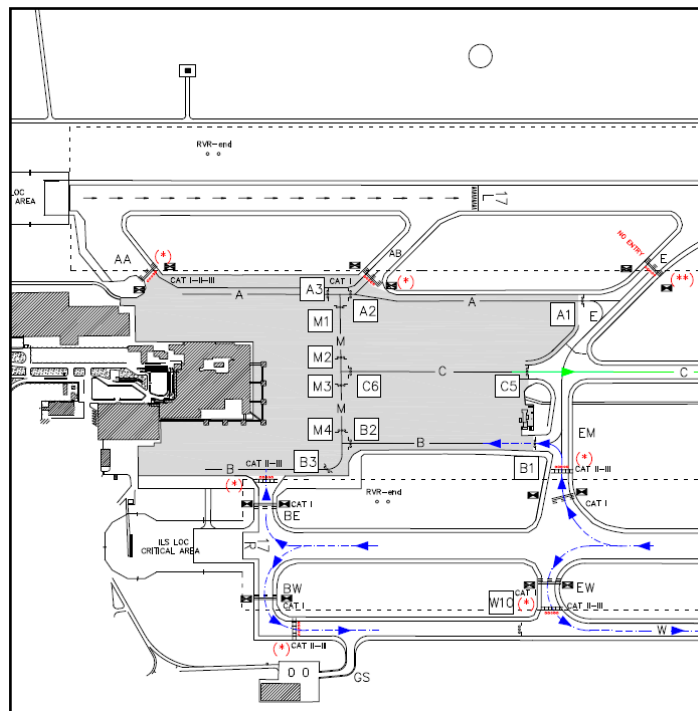 RVR-end
LOC
AREA
17
L
NO ENTRY
E
AA
(*)
AB
(*)
(**)
CAT I-II-III
CAT I
A
A3
A2
A
A1
E
M1
M
M2
C
C
M3
C6
C5
M
M4
B2
B
EM
B
CAT II-III
B3
B1
(*)
CAT II-III
(*)
RVR-end
CAT I
CAT I
BE
ILS LOC
CRITICAL AREA
17
R
BW
CAT I
CAT I
EW
W10
(*)
CAT II-III
W
(*)
CAT II-II
GS